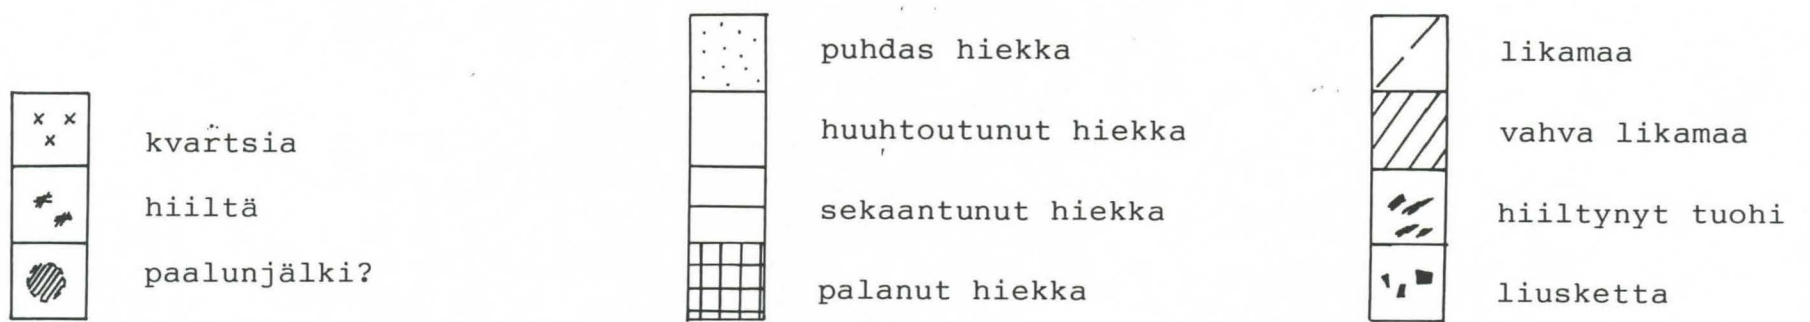 kvartsia
hiiltä
paalunjälki?
puhdas hiekka
huuhtoutunut hiekka
sekaantunut hiekka
palanut hiekka
likamaa
vahva likamaa
hiiltynyt tuohi
liusketta